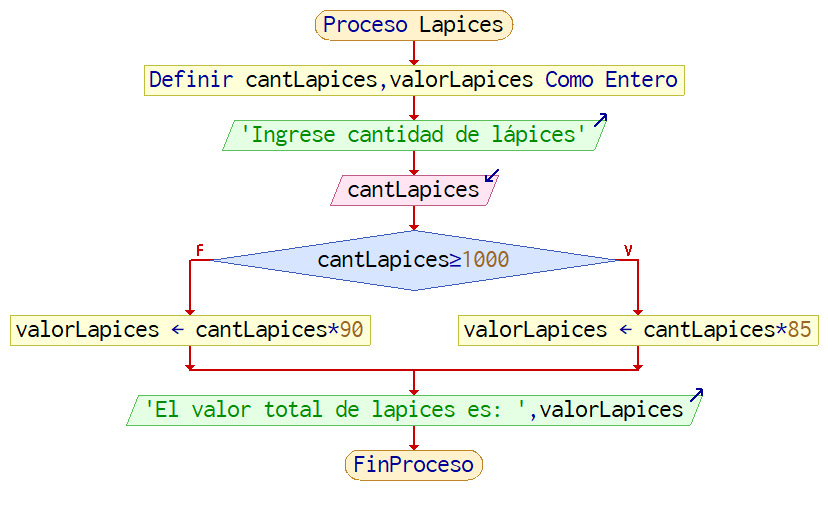 Proceso Lapices
Definir cantLapices,valorLapices Como Entero
'Ingrese cantidad de lápices'
cantLapices
cantLapices≥1000
F
V
valorLapices ← cantLapices*90
valorLapices ← cantLapices*85
'El valor total de lapices es: ',valorLapices
FinProceso